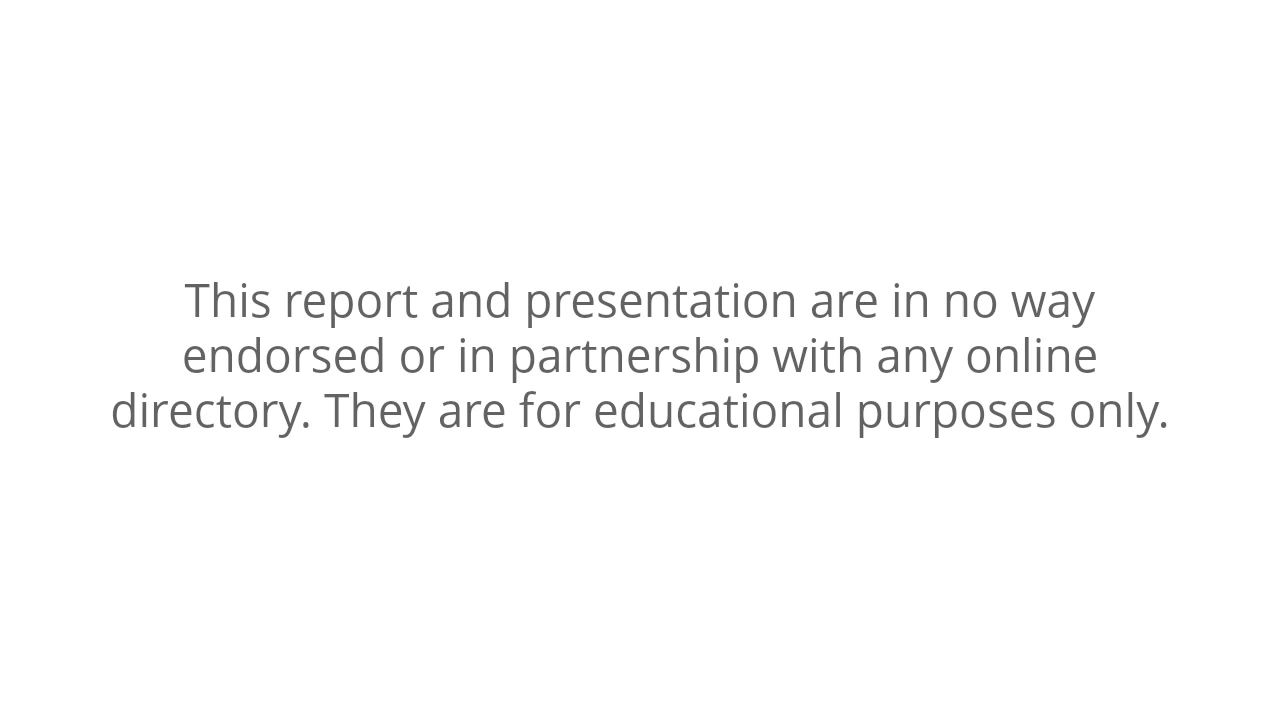 This report and presentation are in no way
endorsed or in partnership with any online
directory. They are for educational purposes only.